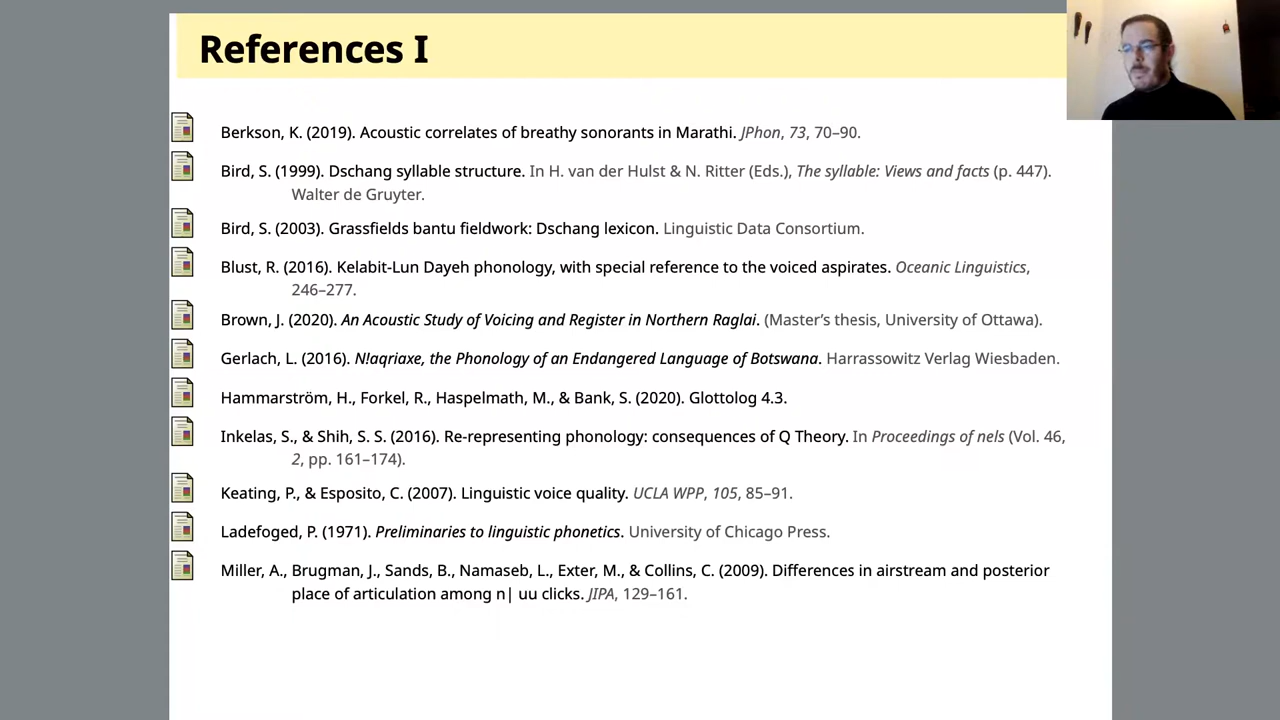 References I
Berkson, K. (2019). Acoustic correlates of breathy sonorants in Marathi. JPhon, 73, 70–90.
Bird, S. (1999). Dschang syllable structure. In H. van der Hulst & N. Ritter (Eds.), The syllable: Views and facts (p. 447).
Walter de Gruyter.
Bird, S. (2003). Grassfields bantu fieldwork: Dschang lexicon. Linguistic Data Consortium.
Blust, R. (2016). Kelabit-Lun Dayeh phonology, with special reference to the voiced aspirates. Oceanic Linguistics,
246–277.
Brown, J. (2020). An Acoustic Study of Voicing and Register in Northern Raglai. (Master’s thesis, University of Ottawa).
Gerlach, L. (2016). N!aqriaxe, the Phonology of an Endangered Language of Botswana. Harrassowitz Verlag Wiesbaden.
Hammarström, H., Forkel, R., Haspelmath, M., & Bank, S. (2020). Glottolog 4.3.
Inkelas, S., & Shih, S. S. (2016). Re-representing phonology: consequences of Q Theory. In Proceedings of nels (Vol. 46,
2, pp. 161–174).
Keating, P., & Esposito, C. (2007). Linguistic voice quality. UCLA WPP, 105, 85–91.
Ladefoged, P. (1971). Preliminaries to linguistic phonetics. University of Chicago Press.
Miller, A., Brugman, J., Sands, B., Namaseb, L., Exter, M., & Collins, C. (2009). Differences in airstream and posterior
place of articulation among n| uu clicks. JIPA, 129–161.